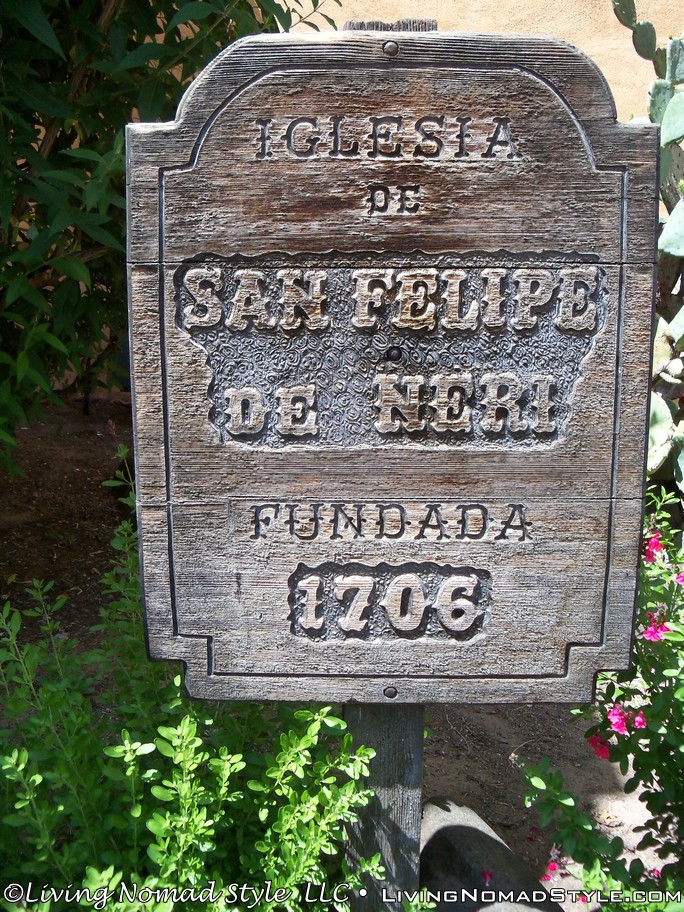 IGLESIA
DE
SAN FELIPE
DE NERI
FUNDADA
1706
©Living Nomad Style, LLC • LivingNomadStyle.com